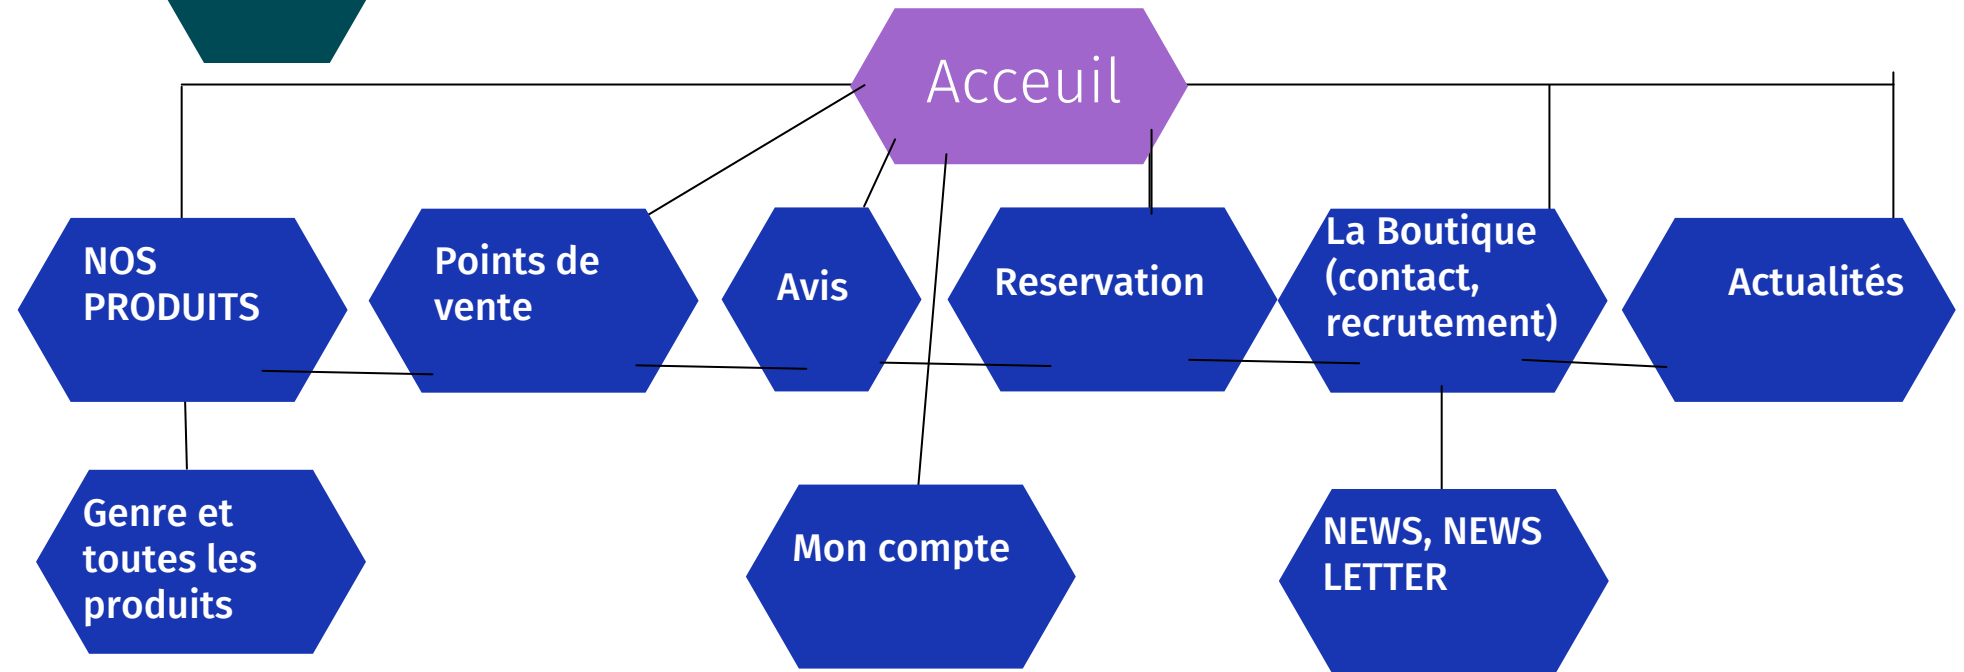 Acceuil
NOS
PRODUITS
Points de
vente
Avis
Reservation
La Boutique
(contact,
recrutement)
Actualités
Genre et
toutes les
produits
Mon compte
NEWS, NEWS
LETTER